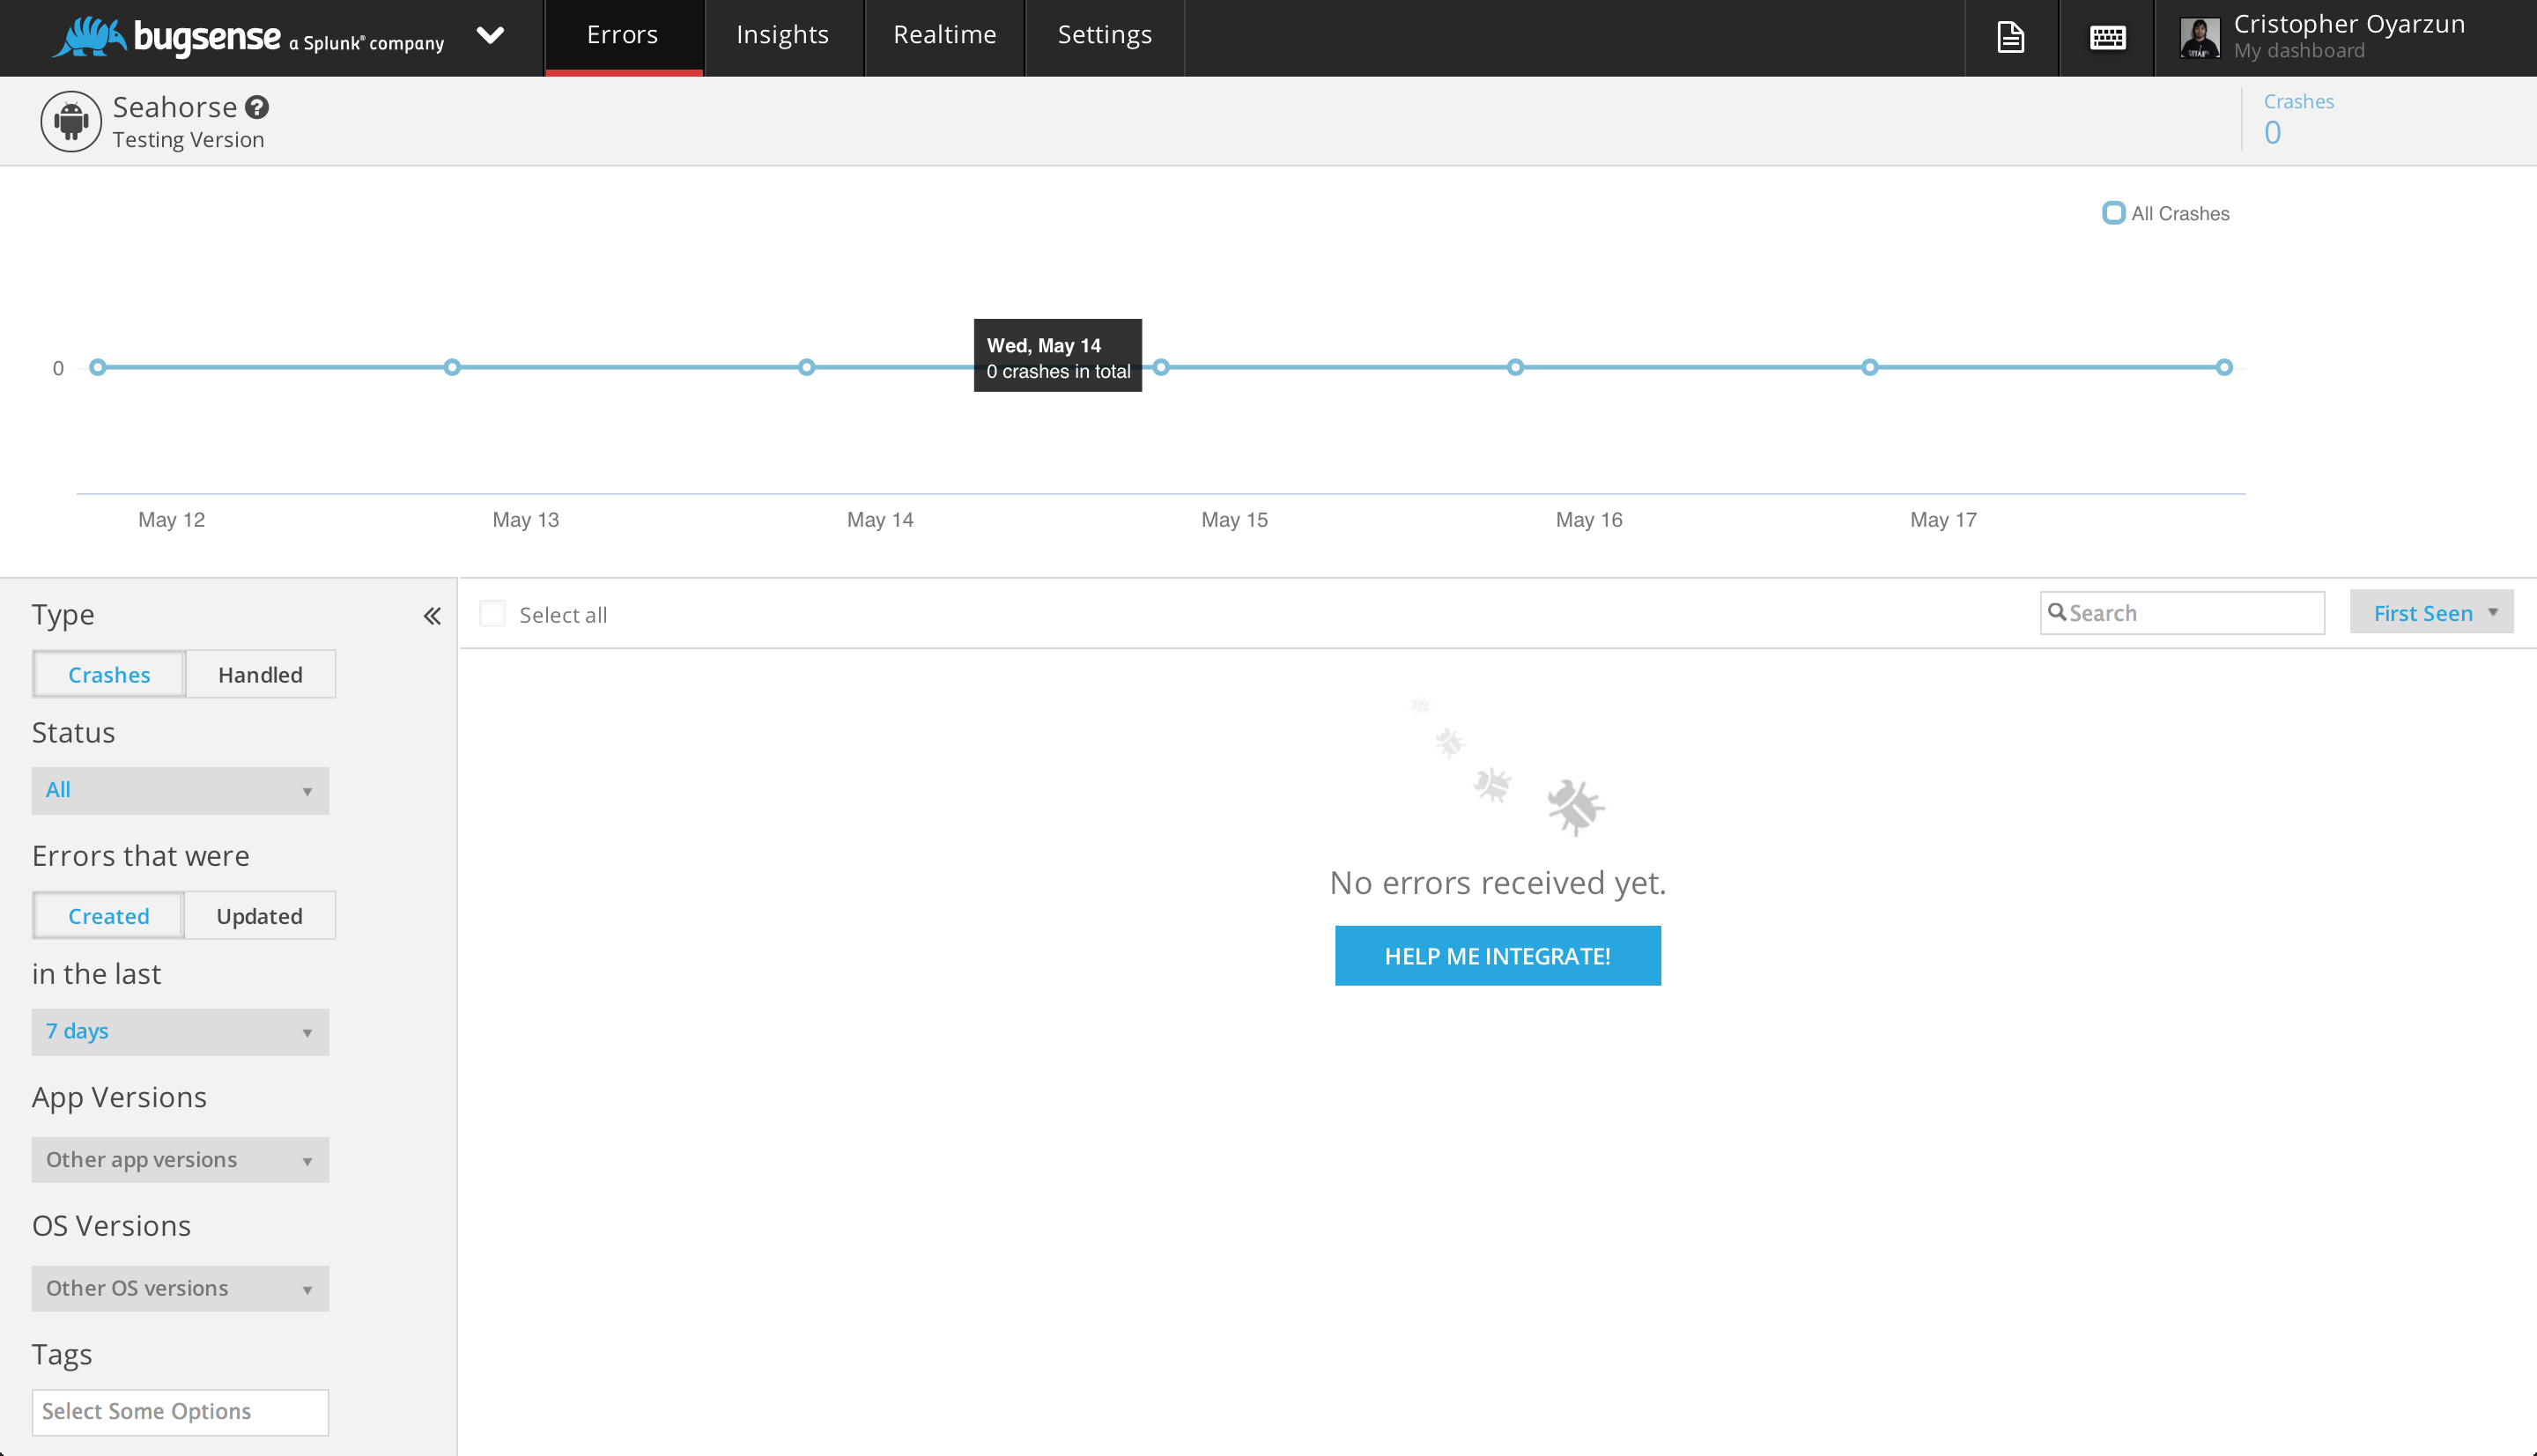 bugsense a Splunk® company
Errors
Insights
Realtime
Settings
Cristopher Oyarzun
My dashboard
Seahorse ?
Testing Version
Crashes
0
All Crashes
Wed, May 14
0 crashes in total
0
May 12
May 13
May 14
May 15
May 16
May 17
Type
Crashes
Handled
Status
All
Errors that were
Created
Updated
in the last
7 days
App Versions
Other app versions
OS Versions
Other OS versions
Tags
Select Some Options
Select all
Search
First Seen
No errors received yet.
HELP ME INTEGRATE!